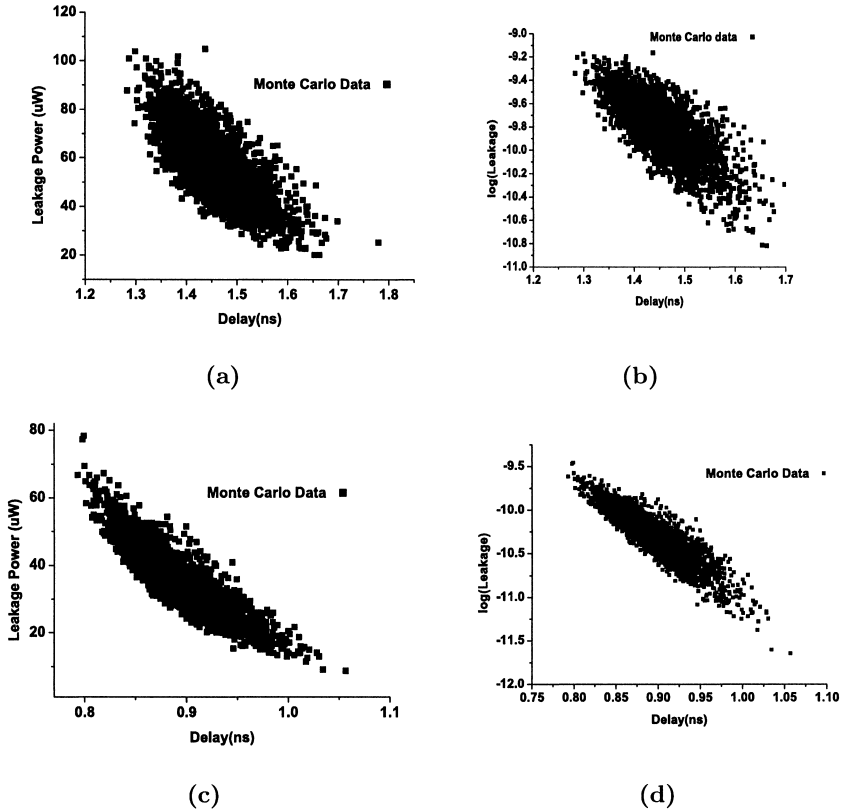 120
100
80
60
40
20
Leakage Power (uW)
Monte Carlo Data
1.2 1.3 1.4 1.5 1.6 1.7 1.8
Delay(ns)
(a)
-9.0
-9.2
-9.4
-9.6
-9.8
-10.0
-10.2
-10.4
-10.6
-10.8
-11.0
log(Leakage)
Monte Carlo data
1.2 1.3 1.4 1.5 1.6 1.7
Delay(ns)
(b)
80
60
40
20
Leakage Power (uW)
Monte Carlo Data
0.8 0.9 1.0 1.1
Delay(ns)
(c)
-9.5
-10.0
-10.5
-11.0
-11.5
-12.0
log(Leakage)
Monte Carlo Data
0.75 0.80 0.85 0.90 0.95 1.00 1.05 1.10
Delay(ns)
(d)